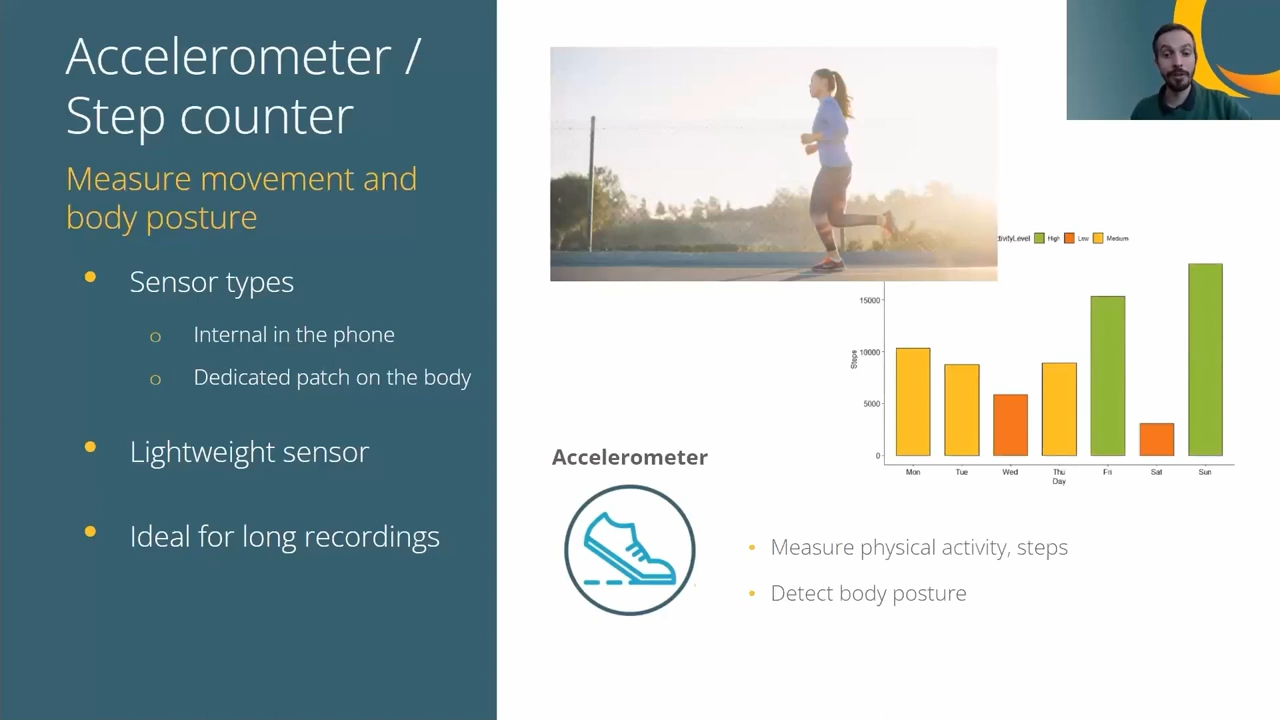 Accelerometer /
Step counter
Measure movement and
body posture
Sensor types
Internal in the phone
Dedicated patch on the body
Lightweight sensor
Ideal for long recordings
tivityLevel High Low Medium
Steps
15000
10000
5000
0
Mon Tue Wed Thu Fri Sat Sun
Day
Accelerometer
Measure physical activity, steps
Detect body posture